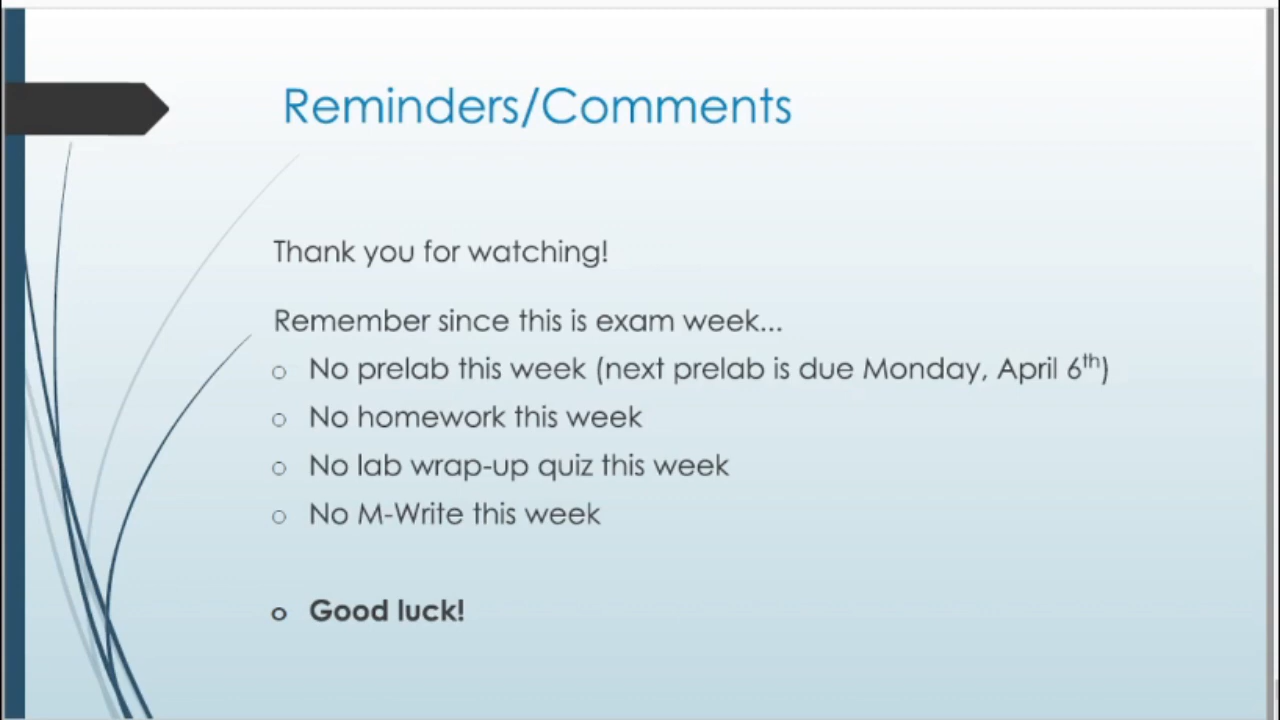 Reminders/Comments
Thank you for watching!
Remember since this is exam week...
o No prelab this week (next prelab is due Monday, April 6th)
o No homework this week
o No lab wrap-up quiz this week
o No M-Write this week
o Good luck!